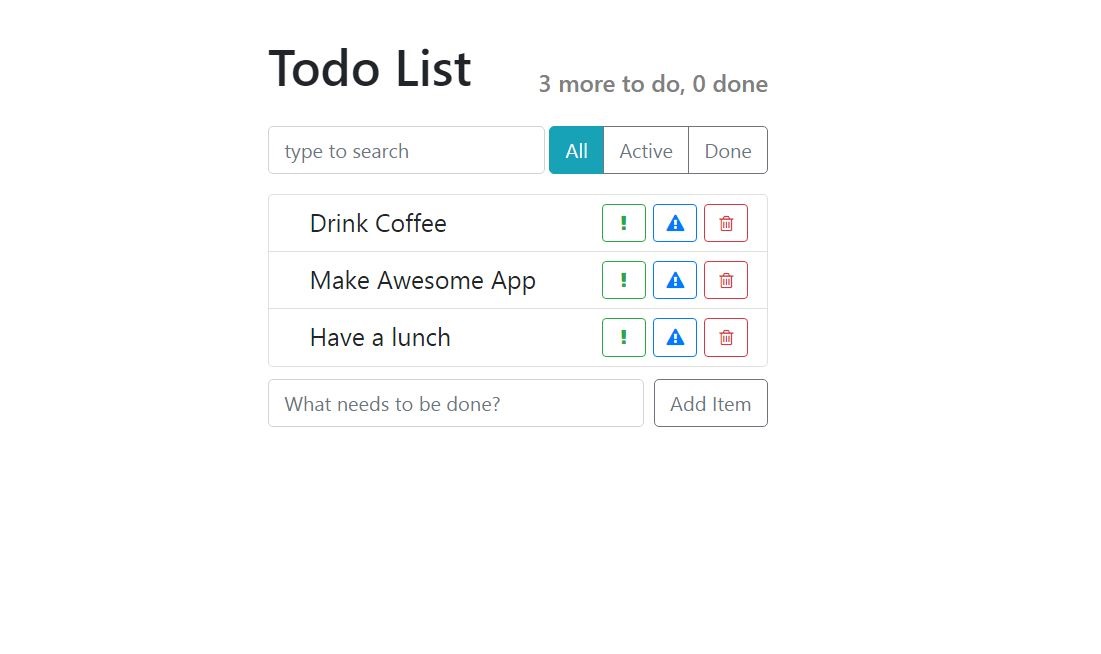 Todo List
3 more to do, 0 done
type to search
All
Active
Done
Drink Coffee
Make Awesome App
Have a lunch
What needs to be done?
Add Item